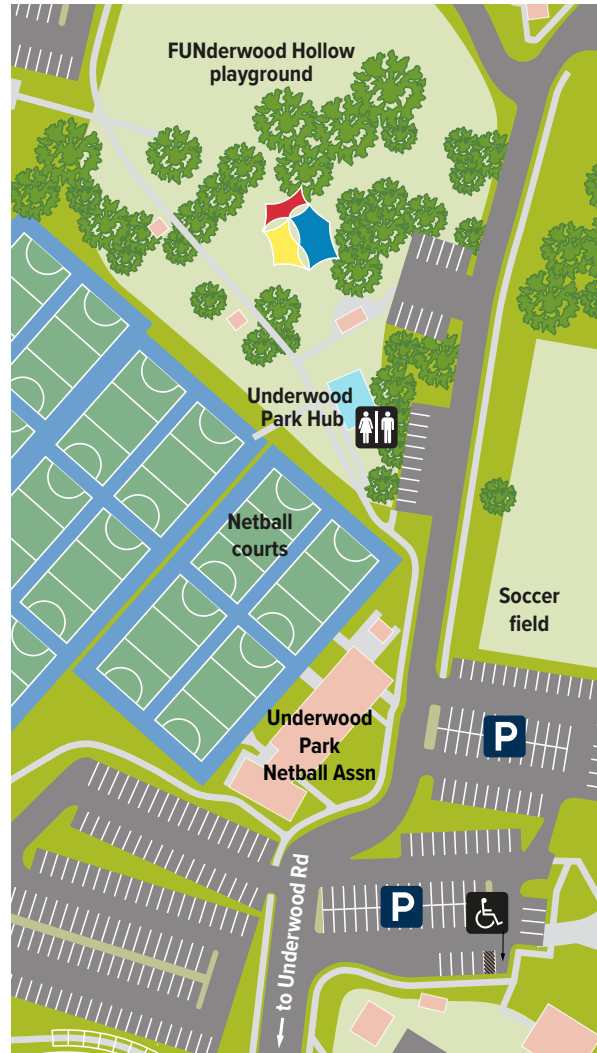 FUNderwood Hollow
playground
Underwood
Park Hub
Netball
courts
Soccer
field
Underwood
Park
Netball Assn
P
P
← to Underwood Rd